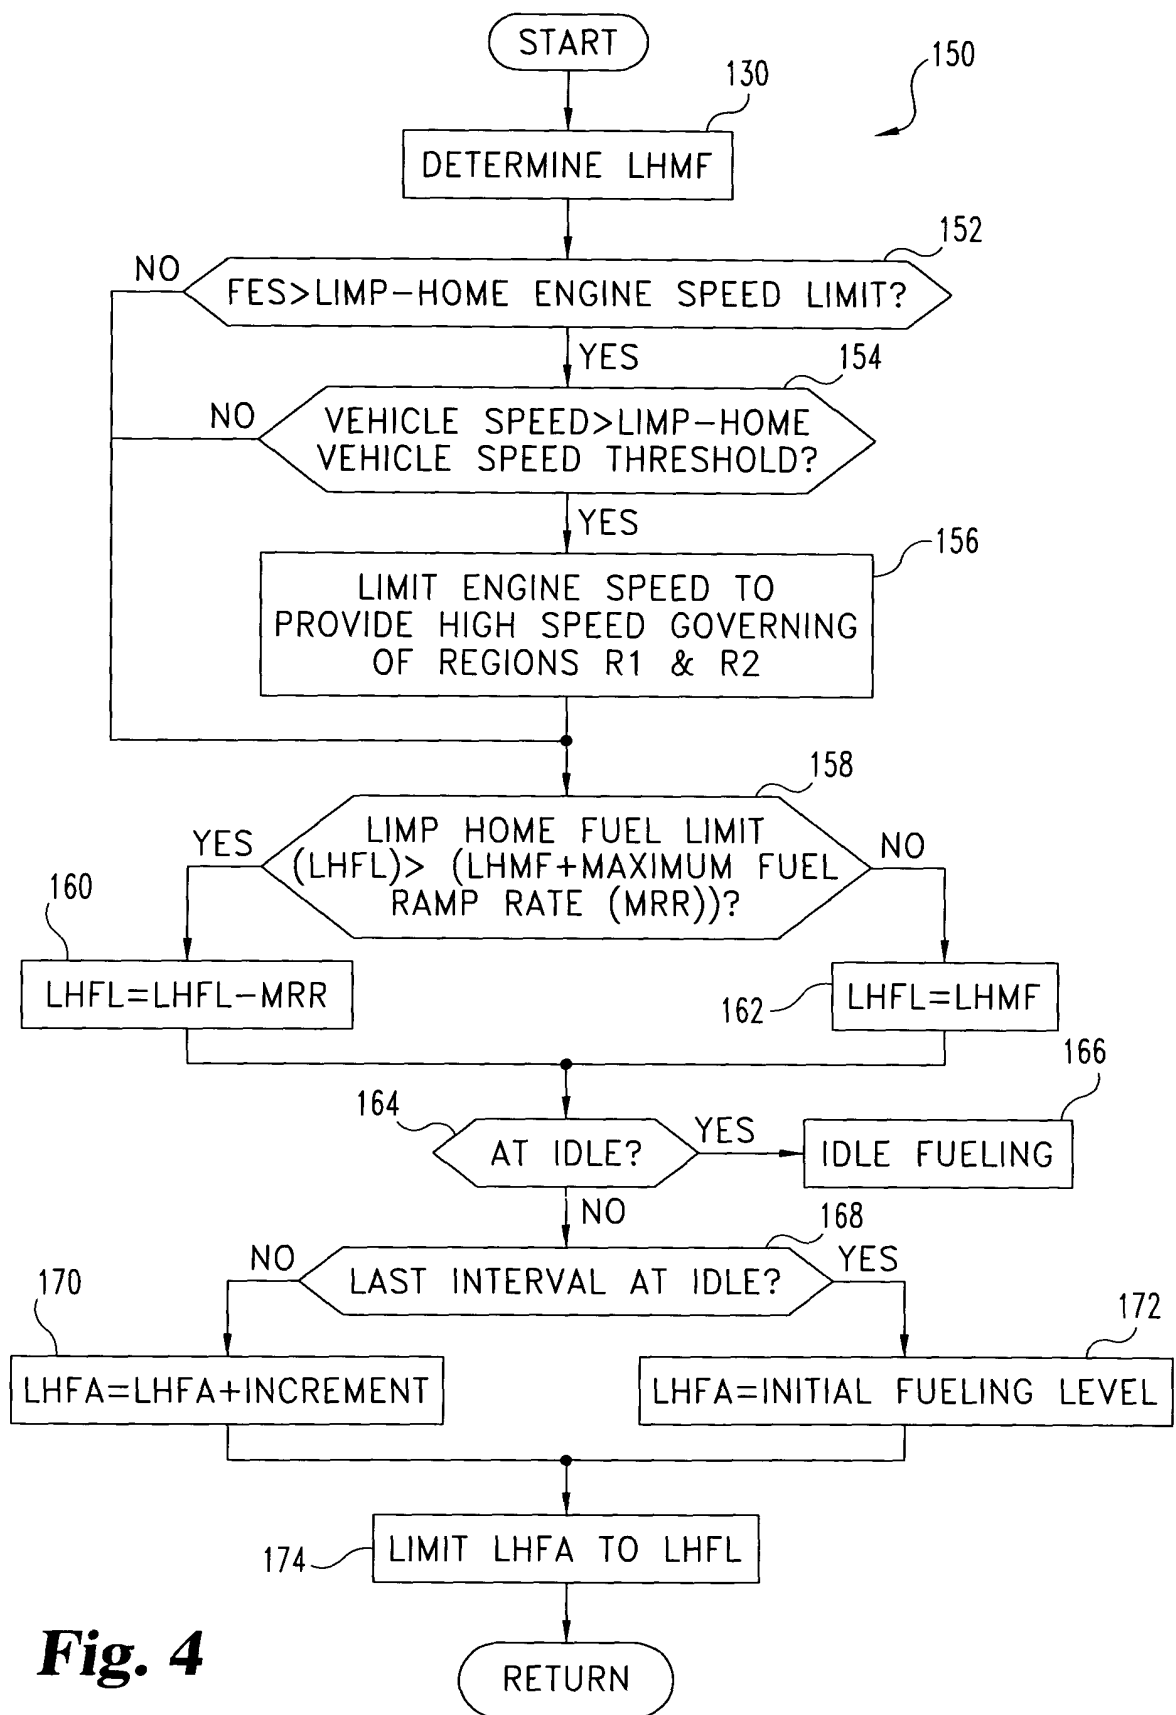 START
150
130
DETERMINE LHMF
152
NO
FES>LIMP-HOME ENGINE SPEED LIMIT?
YES
154
NO
VEHICLE SPEED>LIMP-HOME
VEHICLE SPEED THRESHOLD?
YES
156
LIMIT ENGINE SPEED TO
PROVIDE HIGH SPEED GOVERNING
OF REGIONS R1 & R2
158
YES
LIMP HOME FUEL LIMIT
(LHFL)> (LHMF+MAXIMUM FUEL
RAMP RATE (MRR))?
NO
160
LHFL=LHFL-MRR
162
LHFL=LHMF
166
164
AT IDLE?
YES
IDLE FUELING
NO
168
NO
LAST INTERVAL AT IDLE?
YES
170
172
LHFA=LHFA+INCREMENT
LHFA=INITIAL FUELING LEVEL
174
LIMIT LHFA TO LHFL
Fig. 4
RETURN